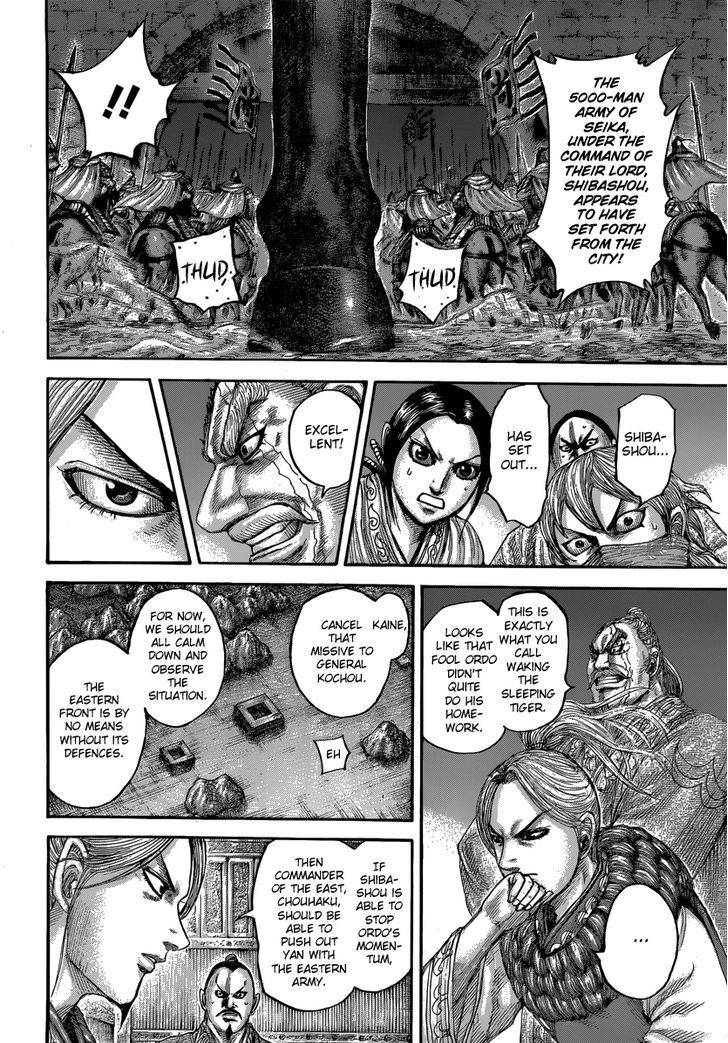 THE
5000-MAN
ARMY OF
SEIKA,
UNDER THE
COMMAND OF
THEIR LORD,
SHIBASHOU,
APPEARS
TO HAVE
SET FORTH
FROM THE
CITY!
!!
尚
THUD.
THUD.
SHIBA-
SHOU...
HAS
SET
OUT...
EXCEL-
LENT!
THIS IS
EXACTLY
WHAT YOU
CALL
WAKING
THE
SLEEPING
TIGER.
LOOKS
LIKE THAT
FOOL ORDO
DIDN'T
QUITE
DO HIS
HOME-
WORK.
...
KAINE,
CANCEL
THAT
MISSIVE TO
GENERAL
KOCHOU.
EH
FOR NOW,
WE SHOULD
ALL CALM
DOWN AND
OBSERVE
THE
SITUATION.
THE
EASTERN
FRONT IS BY
NO MEANS
WITHOUT ITS
DEFENCES.
IF
SHIBA-
SHOU IS
ABLE TO
STOP
ORDO'S
MOMEN-
TUM,
THEN
COMMANDER
OF THE EAST,
CHOUHAKU,
SHOULD BE
ABLE TO
PUSH OUT
YAN WITH
THE EASTERN
ARMY.